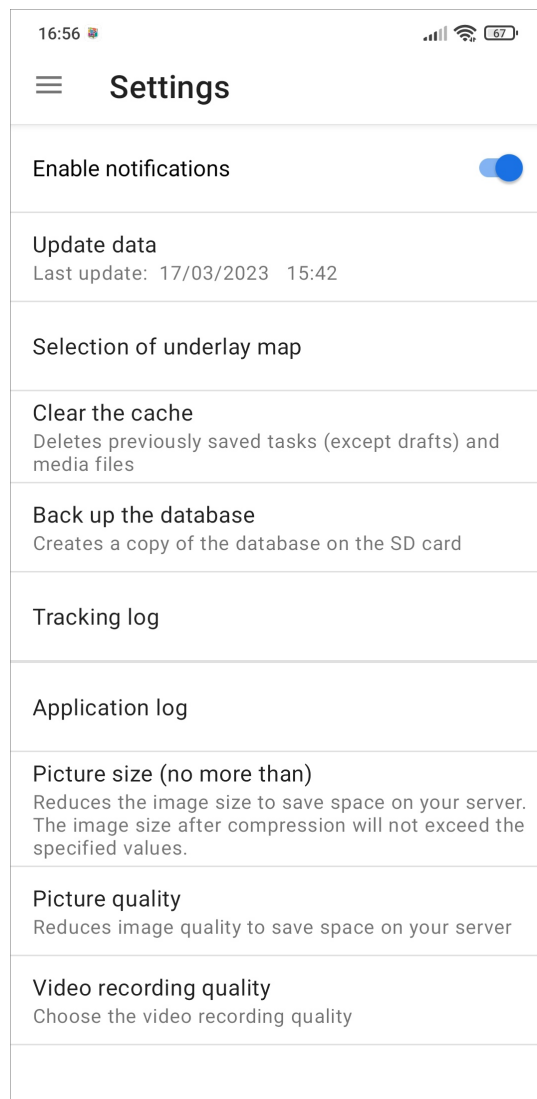 16:56
67
Settings
Enable notifications
Update data
Last update: 17/03/2023 15:42
Selection of underlay map
Clear the cache
Deletes previously saved tasks (except drafts) and
media files
Back up the database
Creates a copy of the database on the SD card
Tracking log
Application log
Picture size (no more than)
Reduces the image size to save space on your server.
The image size after compression will not exceed the
specified values.
Picture quality
Reduces image quality to save space on your server
Video recording quality
Choose the video recording quality